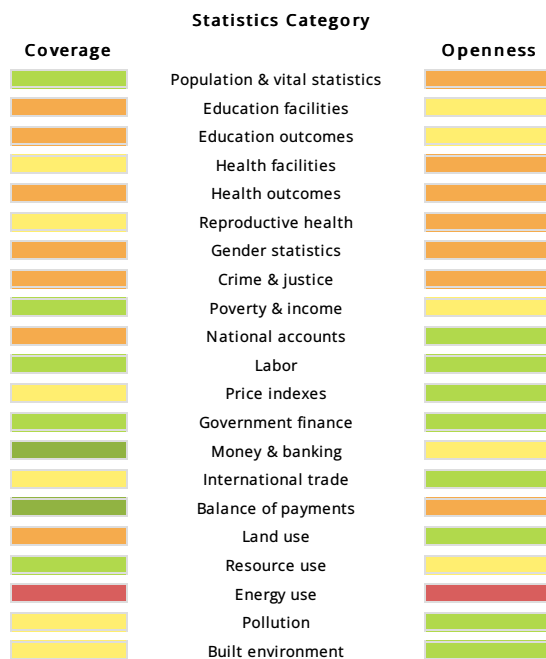 Statistics Category
Coverage
Openness
Population & vital statistics
Education facilities
Education outcomes
Health facilities
Health outcomes
Reproductive health
Gender statistics
Crime & justice
Poverty & income
National accounts
Labor
Price indexes
Government finance
Money & banking
International trade
Balance of payments
Land use
Resource use
Energy use
Pollution
Built environment